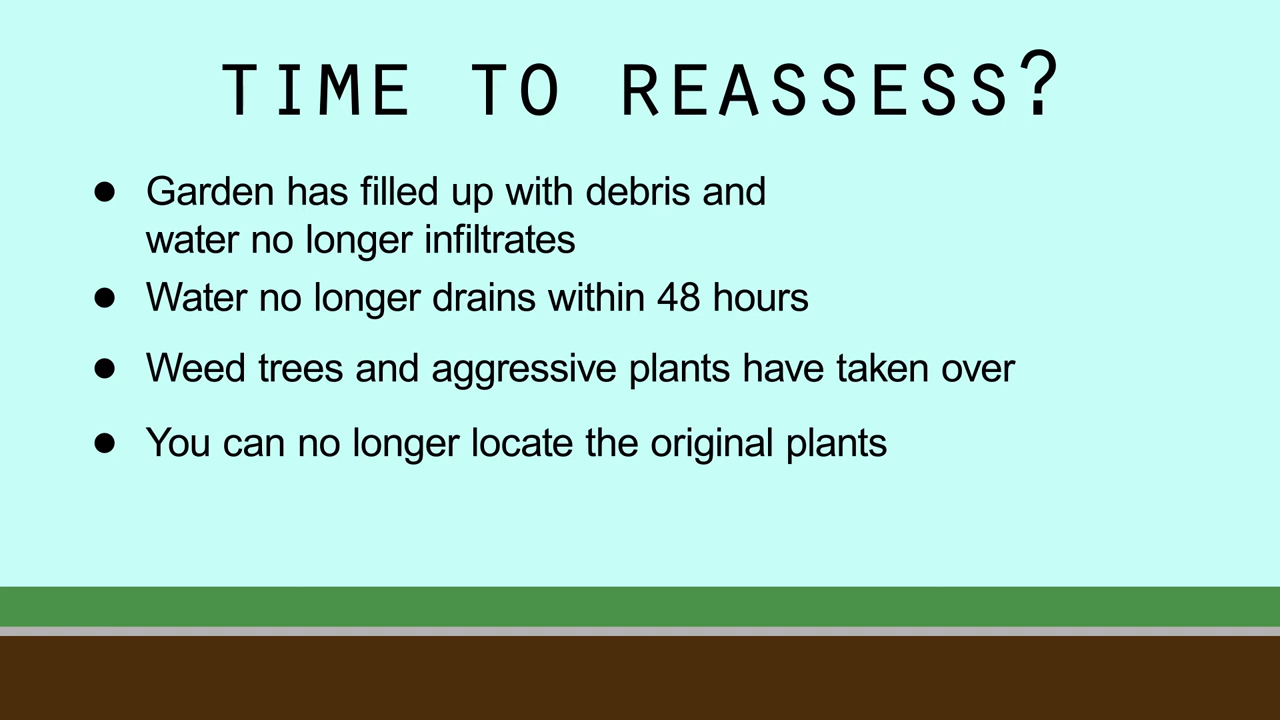 TIME TO REASSESS?
● Garden has filled up with debris and
water no longer infiltrates
● Water no longer drains within 48 hours
● Weed trees and aggressive plants have taken over
● You can no longer locate the original plants